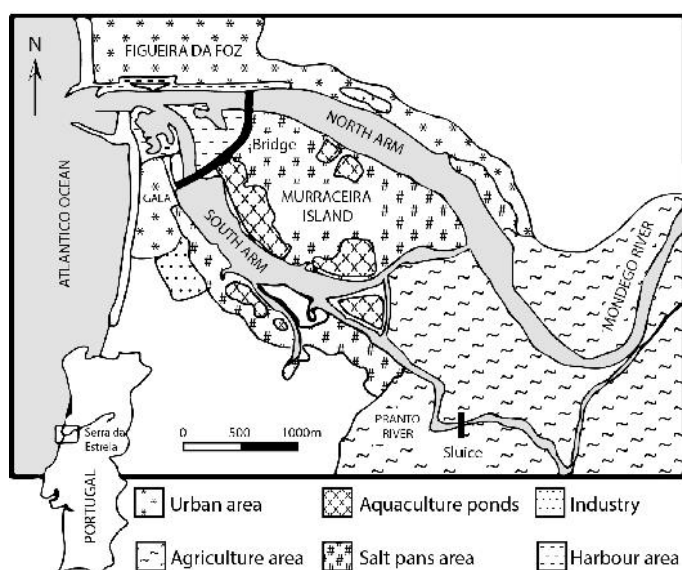 FIGUEIRA DA FOZ
N
NORTH ARM
Bridge
MURRACEIRA
ISLAND
GALA
SOUTH ARM
ATLANTICO OCEAN
MONDEGO RIVER
PRANTO
RIVER
Sluice
0 500 1000m
Serra da
Estrela
PORTUGAL
Urban area
Aquaculture ponds
Industry
Agriculture area
Salt pans area
Harbour area